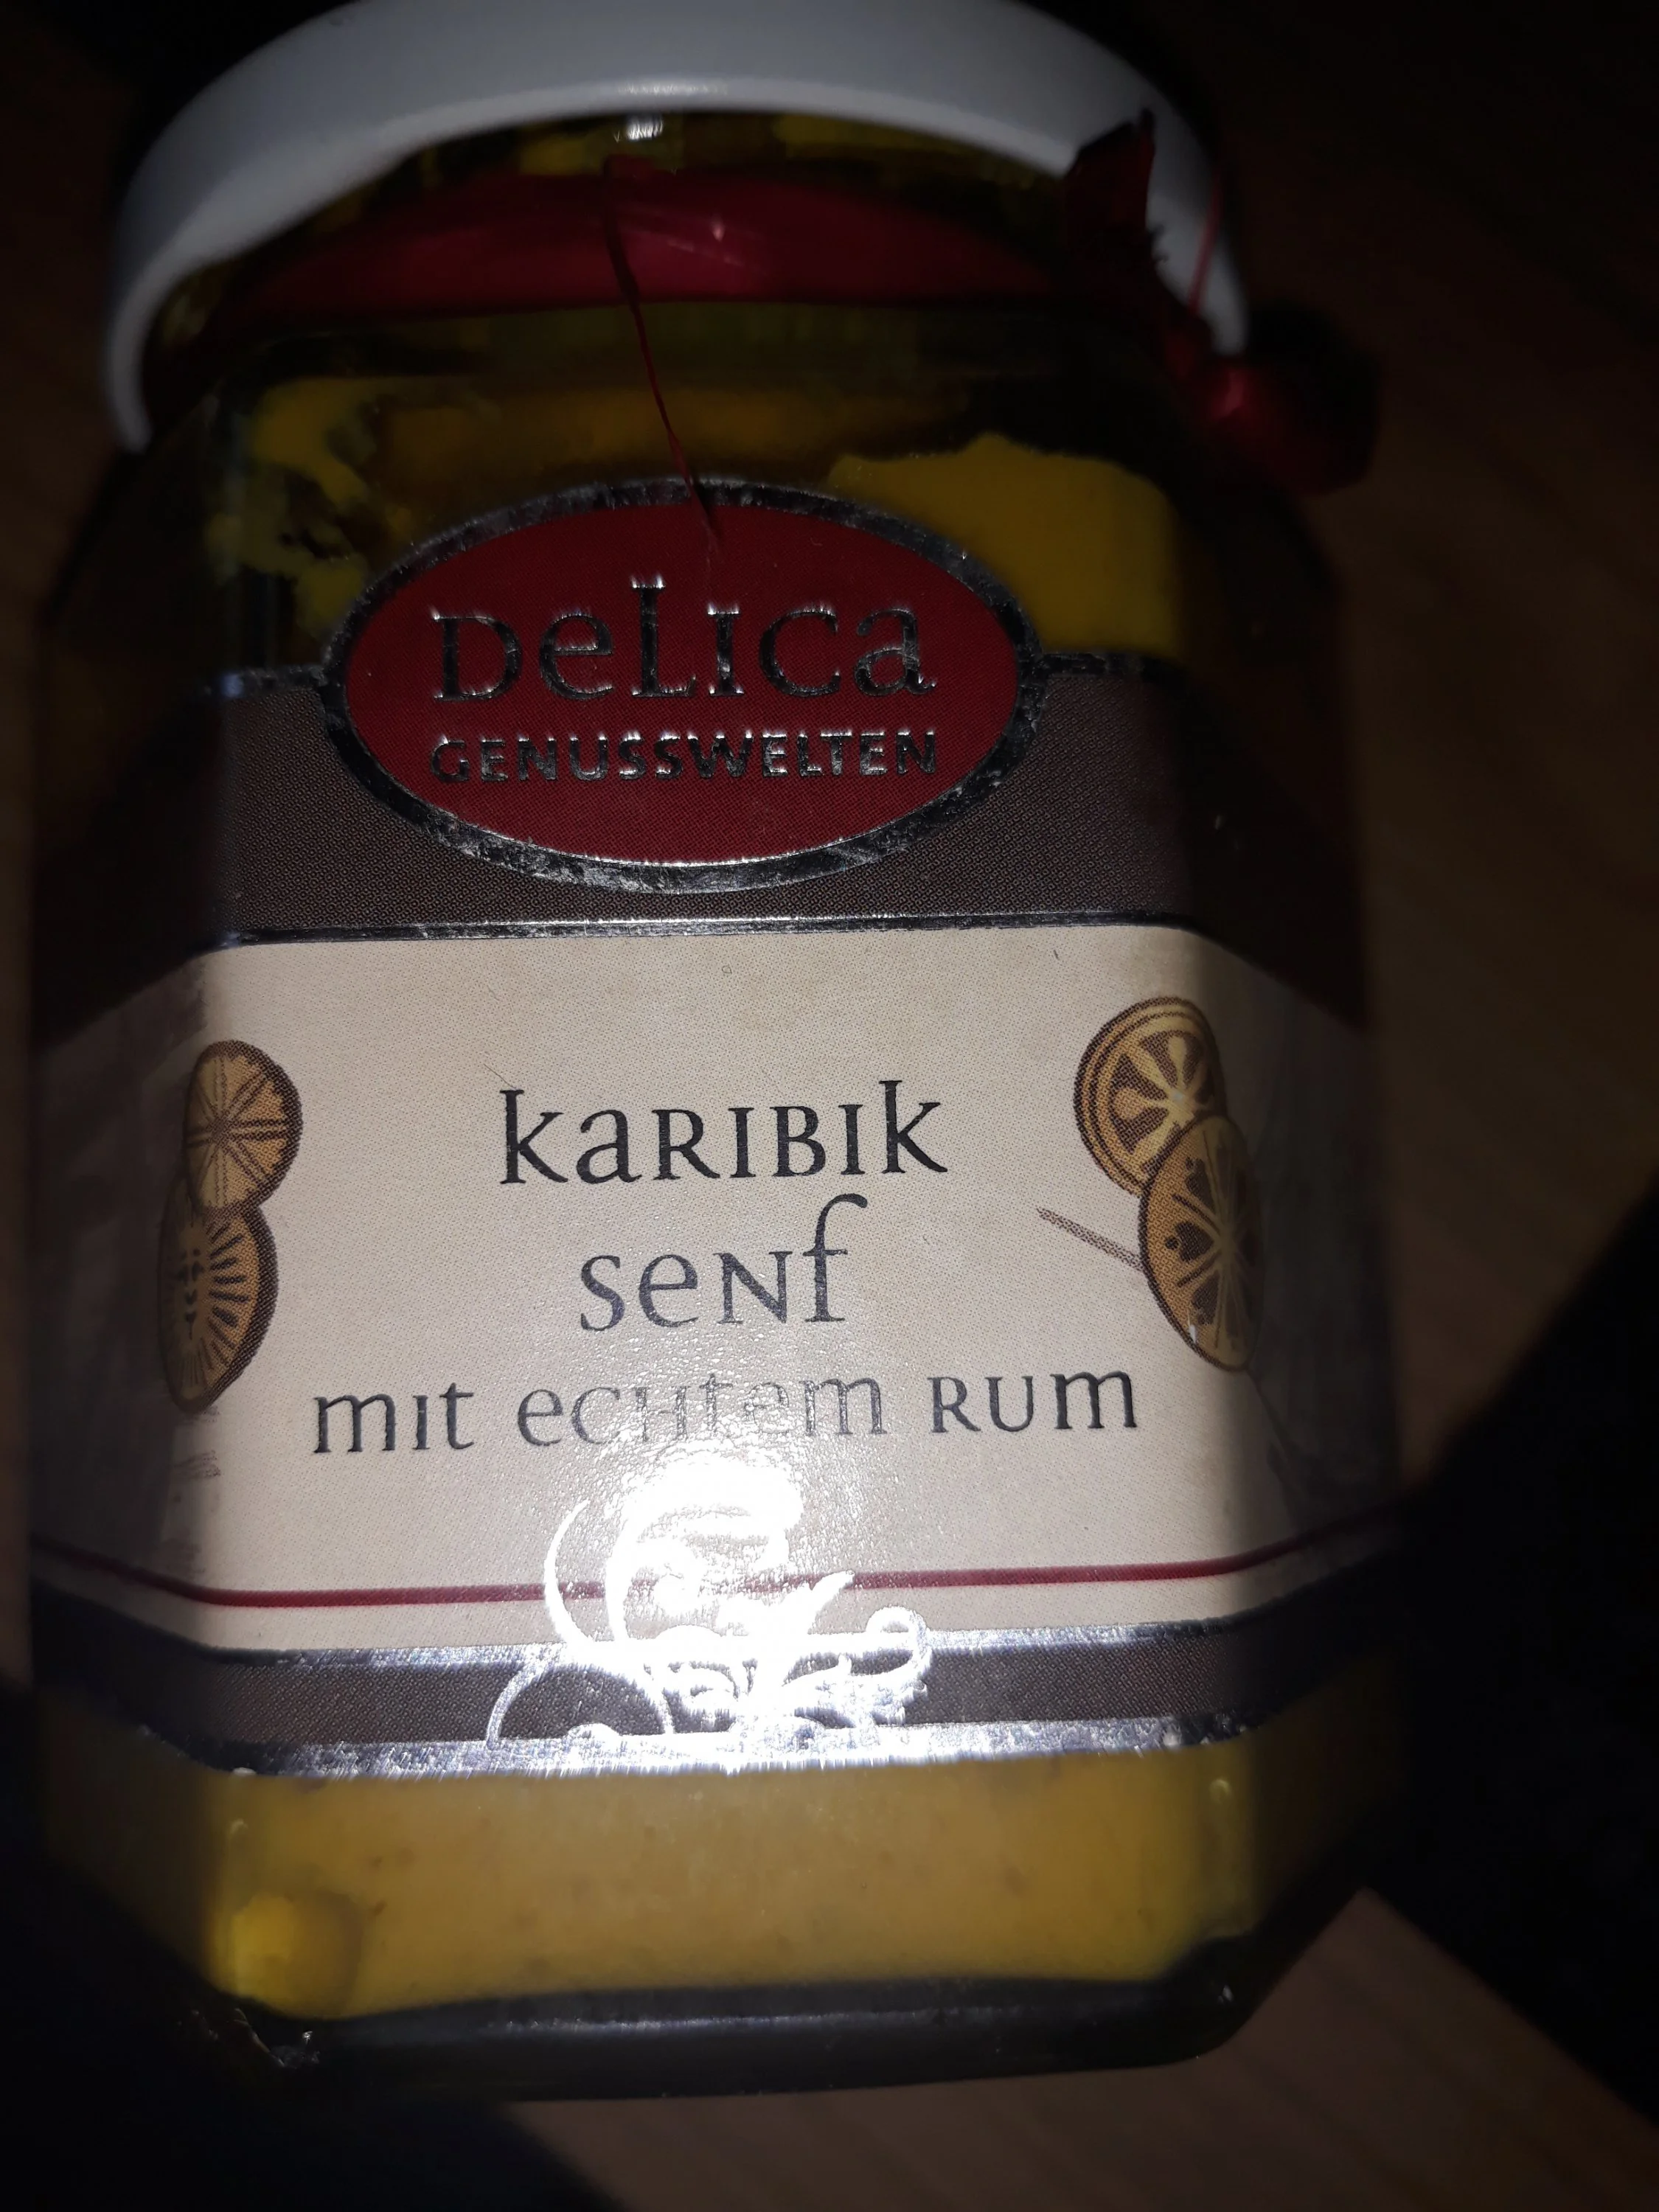 Delica
GENUSSWELTEN
karibik
senf
mit echtem rum